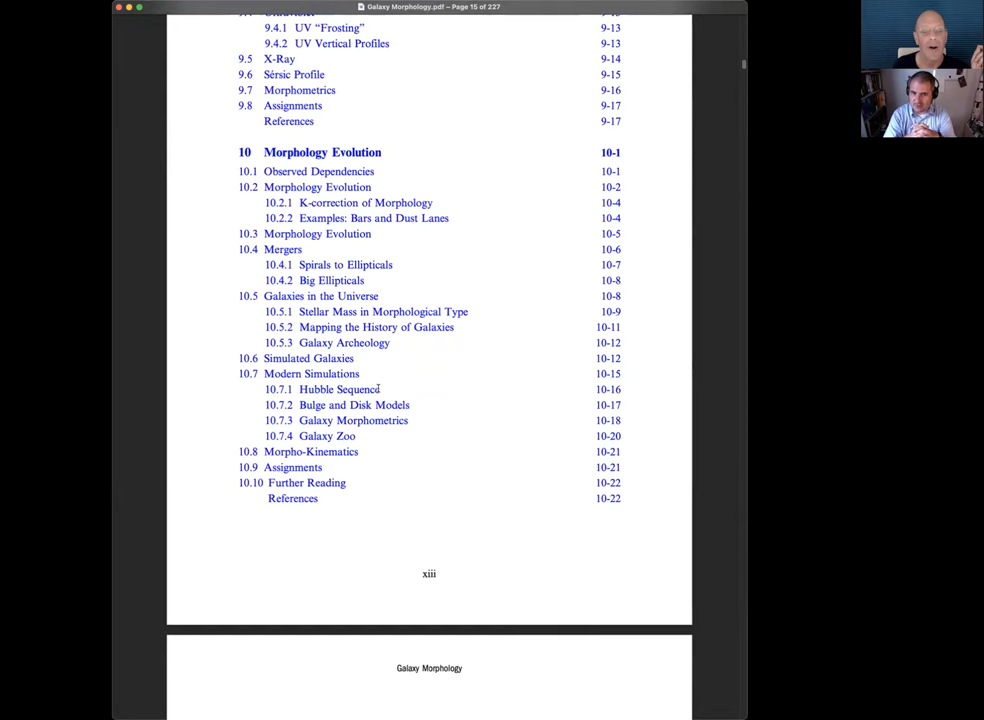 Galaxy Morphology.pdf – Page 15 of 227
9.4.1 UV “Frosting” 9-13
9.4.2 UV Vertical Profiles 9-13
9.5 X-Ray 9-14
9.6 Sérsic Profile 9-15
9.7 Morphometrics 9-16
9.8 Assignments 9-17
References 9-17
10 Morphology Evolution 10-1
10.1 Observed Dependencies 10-1
10.2 Morphology Evolution 10-2
10.2.1 K-correction of Morphology 10-4
10.2.2 Examples: Bars and Dust Lanes 10-4
10.3 Morphology Evolution 10-5
10.4 Mergers 10-6
10.4.1 Spirals to Ellipticals 10-7
10.4.2 Big Ellipticals 10-8
10.5 Galaxies in the Universe 10-8
10.5.1 Stellar Mass in Morphological Type 10-9
10.5.2 Mapping the History of Galaxies 10-11
10.5.3 Galaxy Archeology 10-12
10.6 Simulated Galaxies 10-12
10.7 Modern Simulations 10-15
10.7.1 Hubble Sequence 10-16
10.7.2 Bulge and Disk Models 10-17
10.7.3 Galaxy Morphometrics 10-18
10.7.4 Galaxy Zoo 10-20
10.8 Morpho-Kinematics 10-21
10.9 Assignments 10-21
10.10 Further Reading 10-22
References 10-22
xiii
Galaxy Morphology